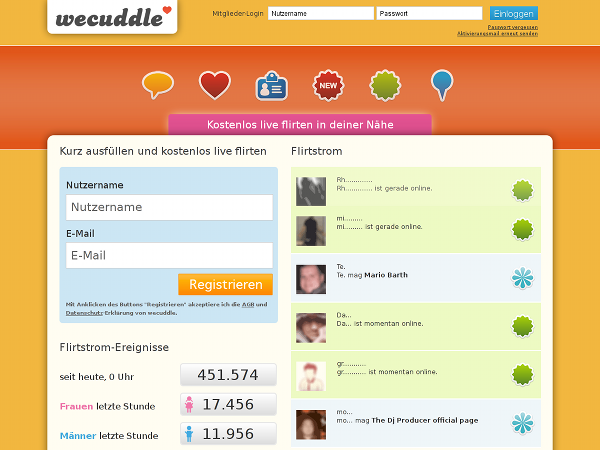 wecuddle
Mitglieder-Login
Nutzername
Passwort
Einloggen
Passwort vergessen
Aktivierungsmail erneut senden
NEW
Kostenlos live flirten in deiner Nähe
Kurz ausfüllen und kostenlos live flirten
Nutzername
Nutzername
E-Mail
E-Mail
Registrieren
Mit Anklicken des Buttons "Registrieren" akzeptiere ich die AGB und
Datenschutz-Erklärung von wecuddle.
Flirtstrom-Ereignisse
seit heute, 0 Uhr
451.574
Frauen letzte Stunde
17.456
Männer letzte Stunde
11.956
Flirtstrom
Rh............
Rh............ ist gerade online.
mi.........
mi......... ist gerade online.
Te.
Te. mag Mario Barth
Da...
Da... ist momentan online.
gr...........
gr........... ist momentan online.
mo...
mo... mag The Dj Producer official page